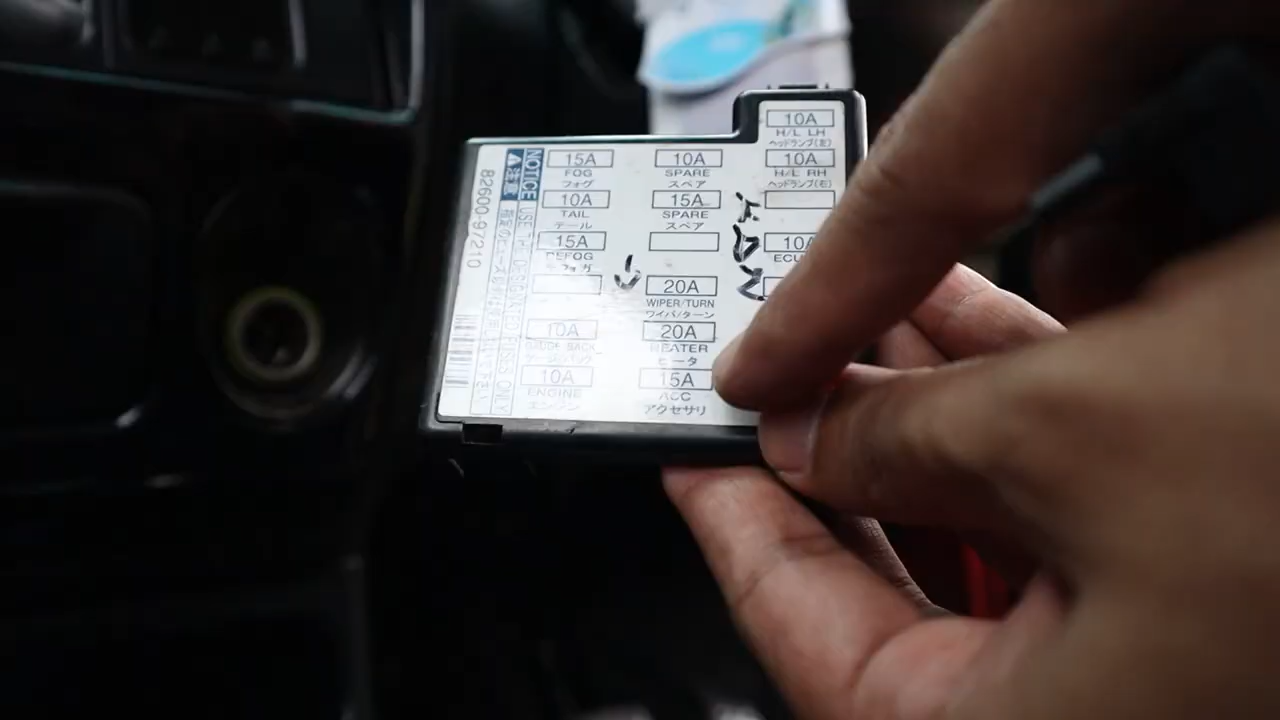 82600-97210
NOTICE
注意
USE THE DESIGNATED FUSES ONLY
15A
FOG
フォグ
10A
TAIL
テール
15A
DEFOG
デフォガ
10A
エンジン
10A
ENGINE
10A
SPARE
スペア
15A
SPARE
スペア
20A
WIPER/TURN
ワイパ/ターン
20A
HEATER
ヒータ
15A
ACC
アクセサリ
10A
H/L LH
ヘッドランプ(左)
10A
H/L RH
ヘッドランプ(右)
10A
ECU